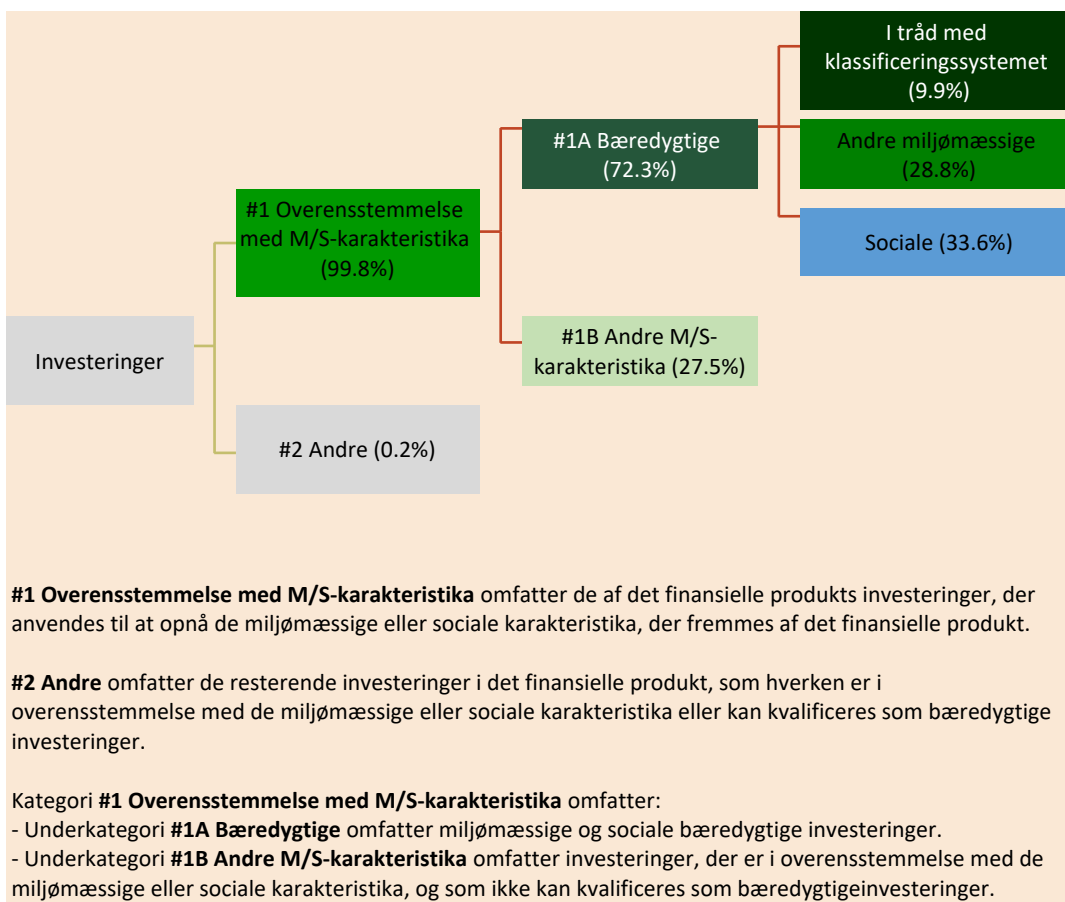 I tråd med
klassificeringssystemet
(9.9%)
#1A Bæredygtige
(72.3%)
Andre miljømæssige
(28.8%)
#1 Overensstemmelse
med M/S-karakteristika
(99.8%)
Sociale (33.6%)
Investeringer
#1B Andre M/S-
karakteristika (27.5%)
#2 Andre (0.2%)
#1 Overensstemmelse med M/S-karakteristika omfatter de af det finansielle produkts investeringer, der
anvendes til at opnå de miljømæssige eller sociale karakteristika, der fremmes af det finansielle produkt.
#2 Andre omfatter de resterende investeringer i det finansielle produkt, som hverken er i
overensstemmelse med de miljømæssige eller sociale karakteristika eller kan kvalificeres som bæredygtige
investeringer.
Kategori #1 Overensstemmelse med M/S-karakteristika omfatter:
- Underkategori #1A Bæredygtige omfatter miljømæssige og sociale bæredygtige investeringer.
- Underkategori #1B Andre M/S-karakteristika omfatter investeringer, der er i overensstemmelse med de
miljømæssige eller sociale karakteristika, og som ikke kan kvalificeres som bæredygtigeinvesteringer.